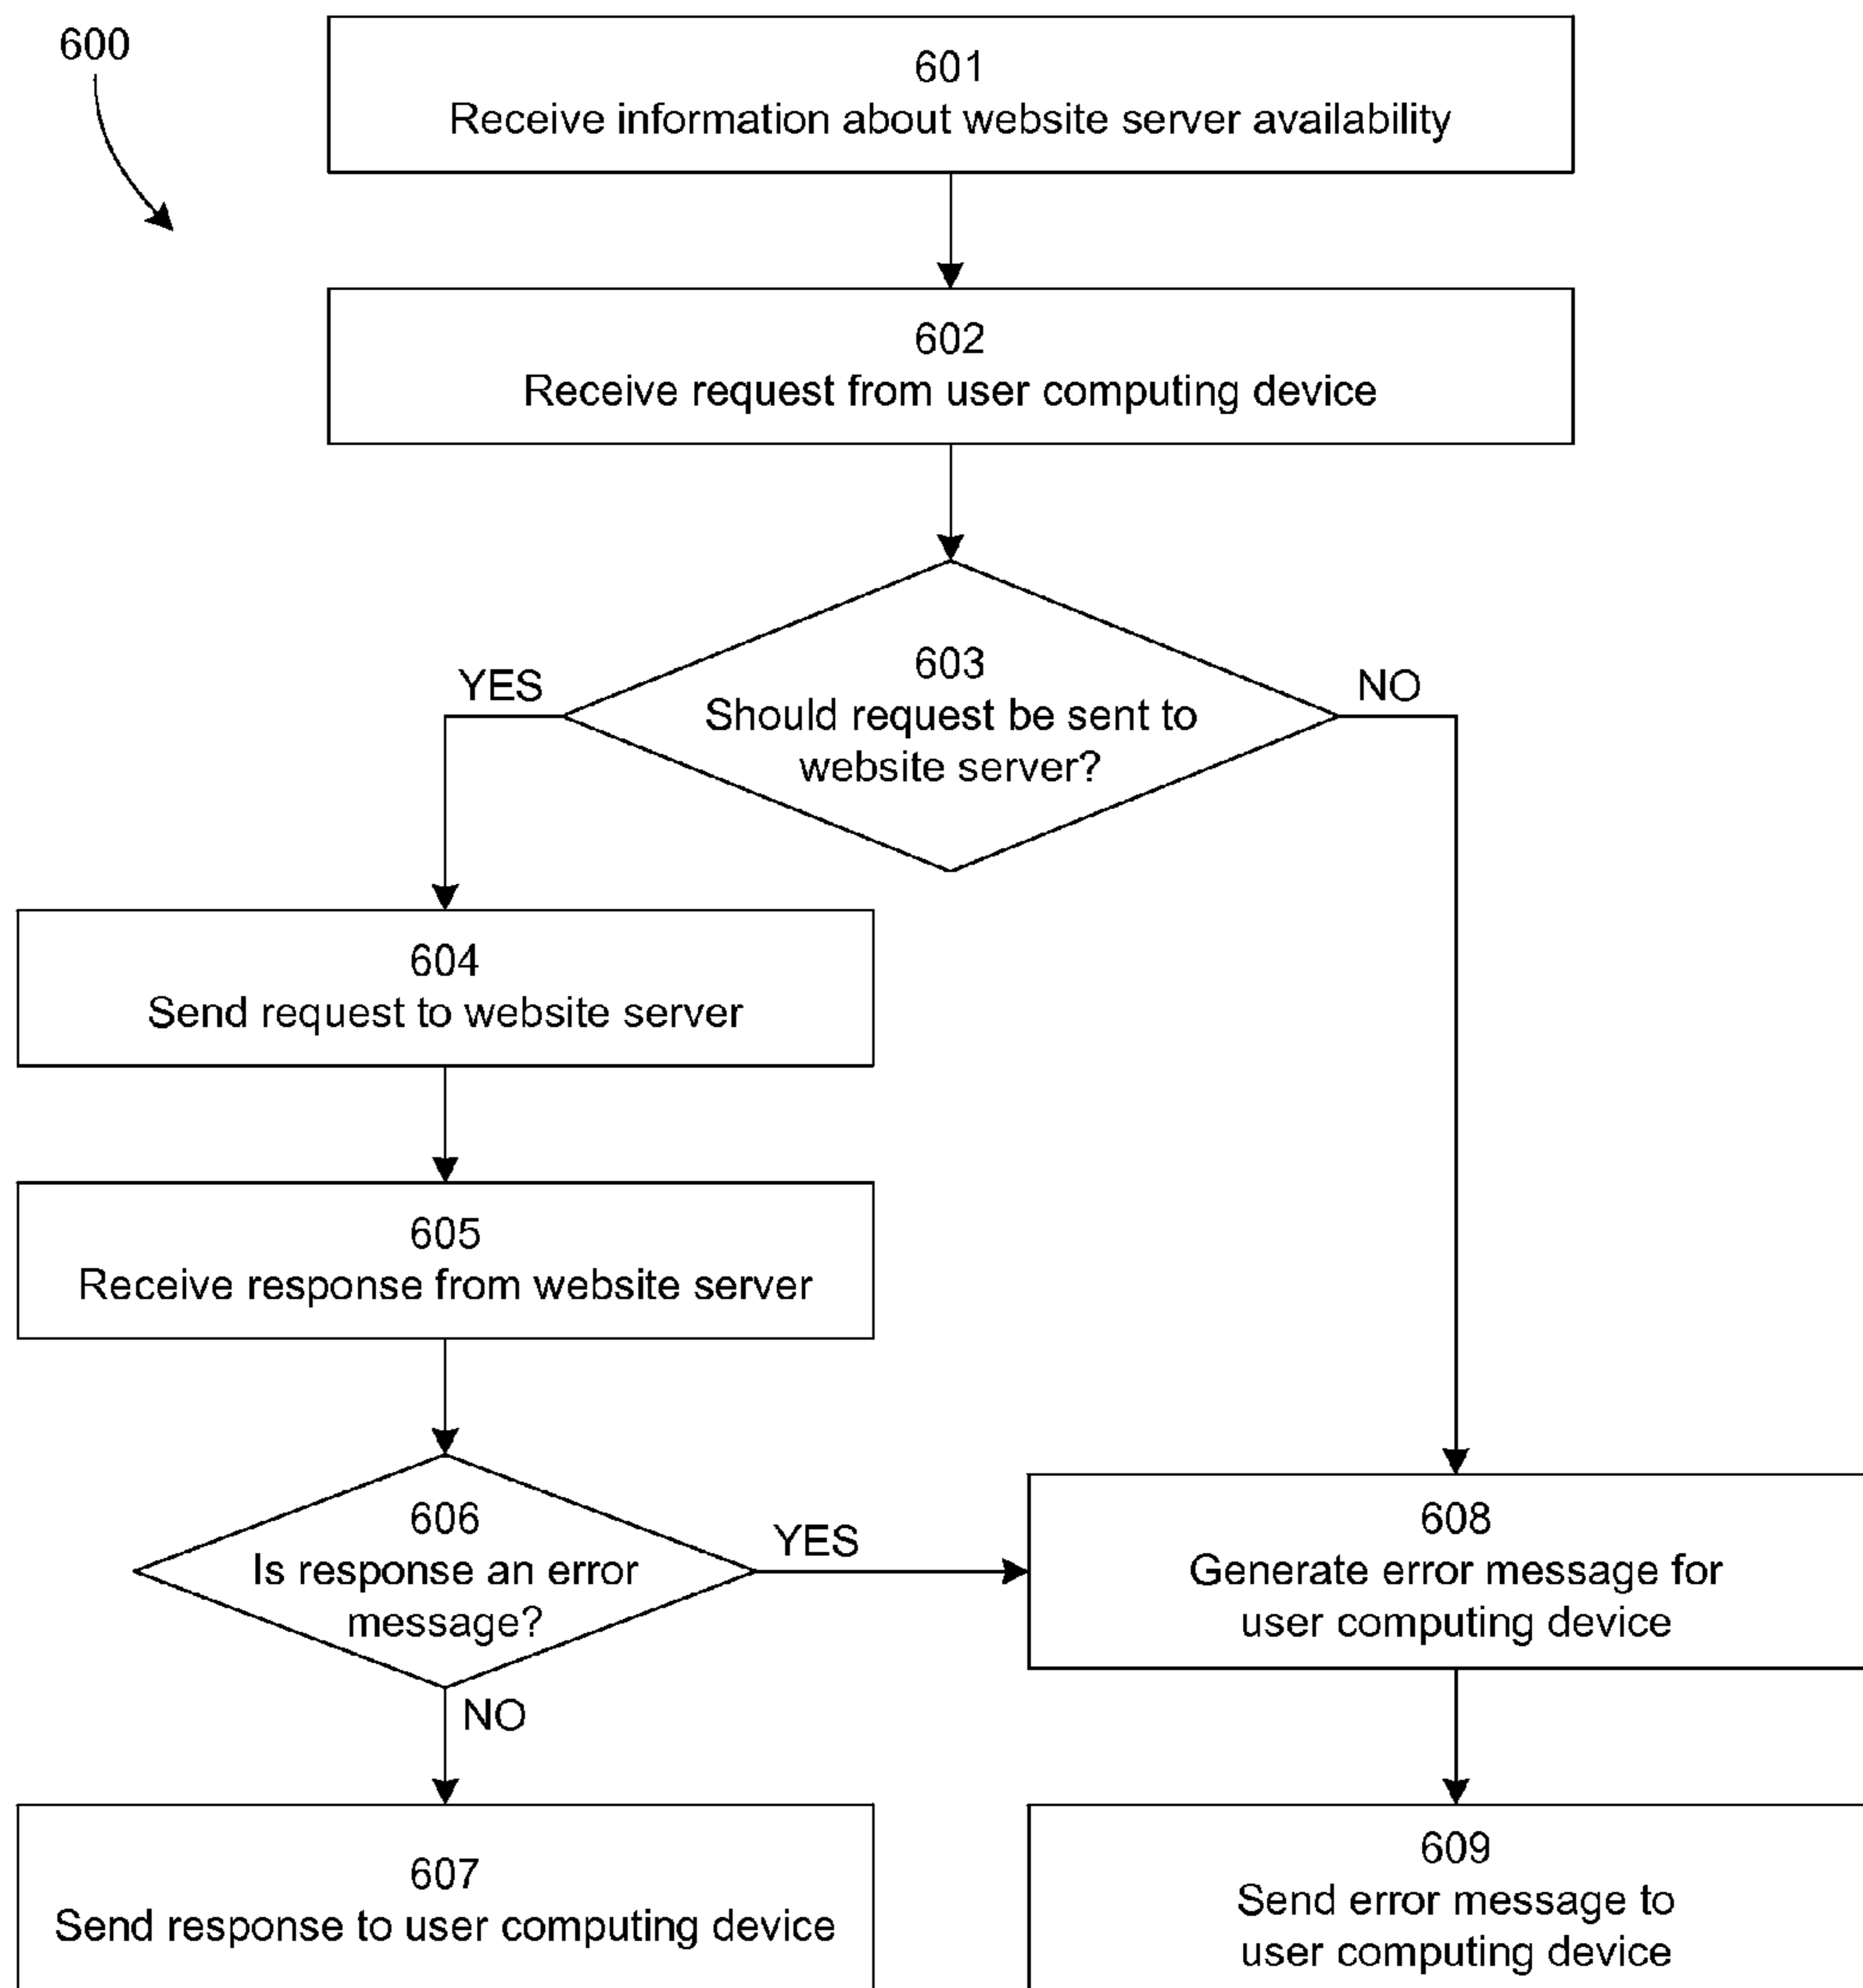 600
601
Receive information about website server availability
602
Receive request from user computing device
603
Should request be sent to
website server?
YES
NO
604
Send request to website server
605
Receive response from website server
606
Is response an error
message?
YES
NO
608
Generate error message for
user computing device
607
Send response to user computing device
609
Send error message to
user computing device